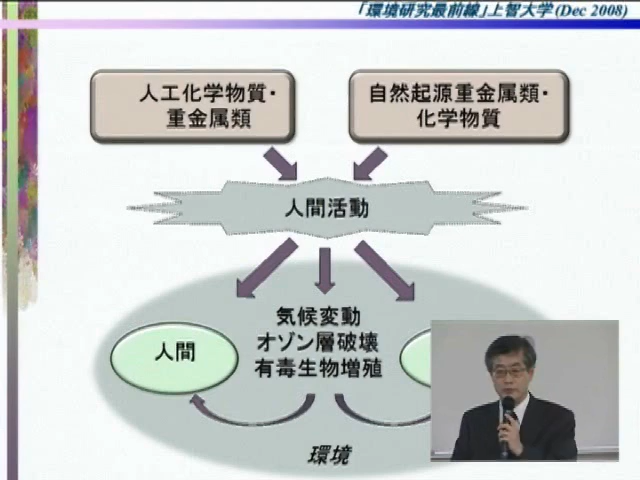 「環境研究最前線」上智大学 (Dec 2008)
人工化学物質・
重金属類
自然起源重金属類・
化学物質
人間活動
気候変動
オゾン層破壊
有毒生物増殖
人間
環境